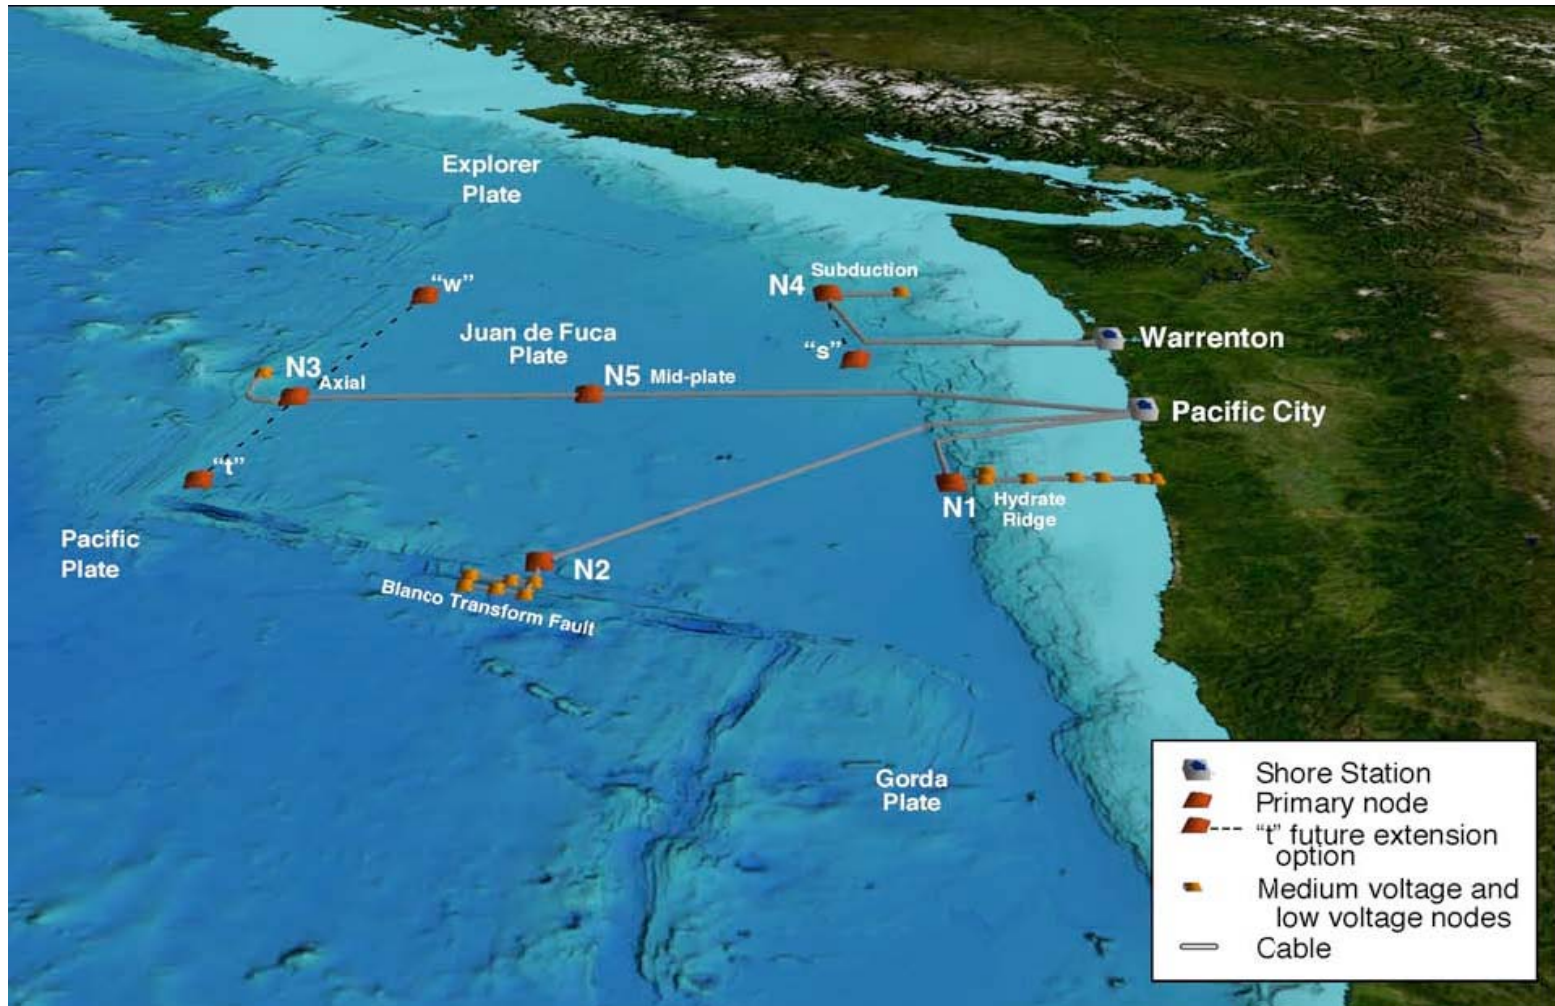 Explorer
Plate
"w"
N4
Subduction
Juan de Fuca
Plate
"s"
Warrenton
N3
Axial
N5
Mid-plate
Pacific City
"t"
N1
Hydrate
Ridge
Pacific
Plate
N2
Blanco Transform Fault
Gorda
Plate
Shore Station
Primary node
"t" future extension
option
Medium voltage and
low voltage nodes
Cable